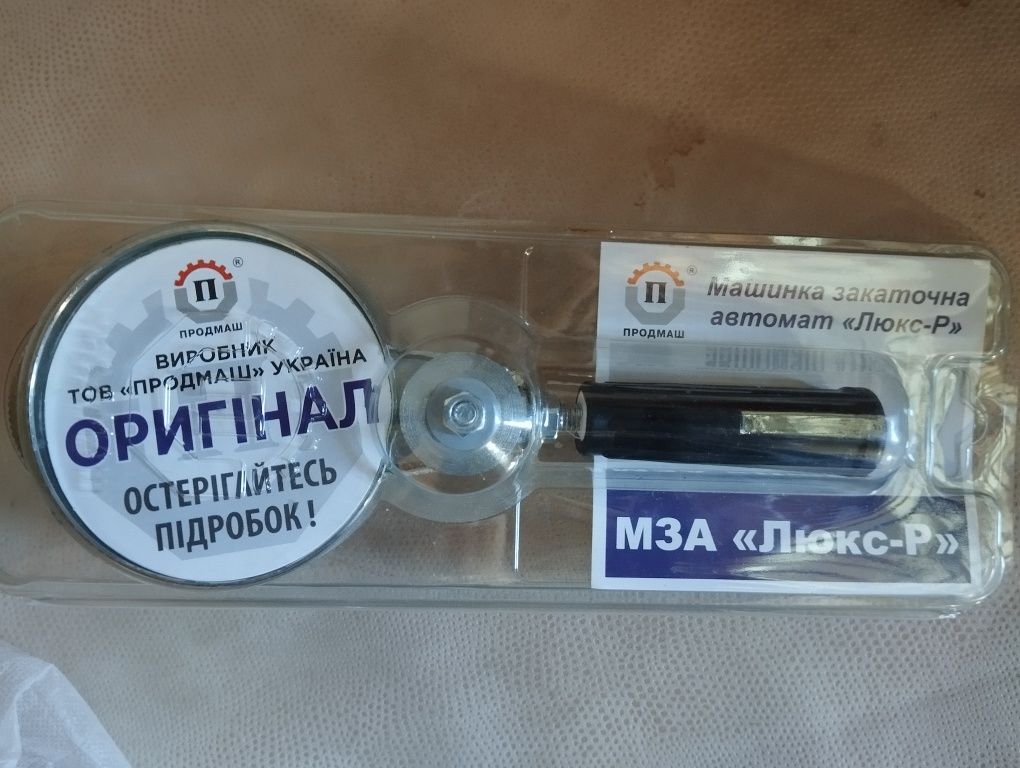 П
®
ПРОДМАШ
ВИРОБНИК
ТОВ «ПРОДМАШ» УКРАЇНА
ОРИГІНАЛ
ОСТЕРІГАЙТЕСЬ
ПІДРОБОК !
П
®
ПРОДМАШ
Машинка закаточна
автомат «Люкс-Р»
МЗА «Люкс-Р»